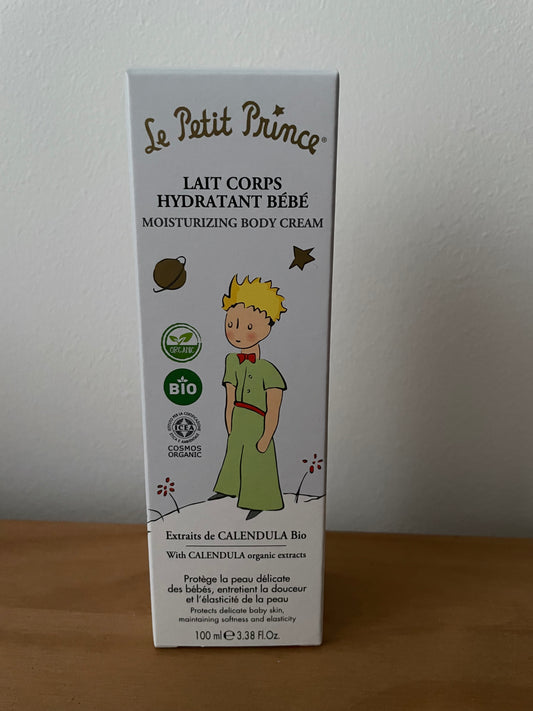 Le Petit Prince®
LAIT CORPS
HYDRATANT BÉBÉ
MOISTURIZING BODY CREAM
ORGANIC
BIO
ICEA
COSMOS
ORGANIC
Extraits de CALENDULA Bio
With CALENDULA organic extracts
Protège la peau délicate
des bébés, entretient la douceur
et l'élasticité de la peau
Protects delicate baby skin,
maintaining softness and elasticity
100 ml ℮ 3.38 Fl.Oz.